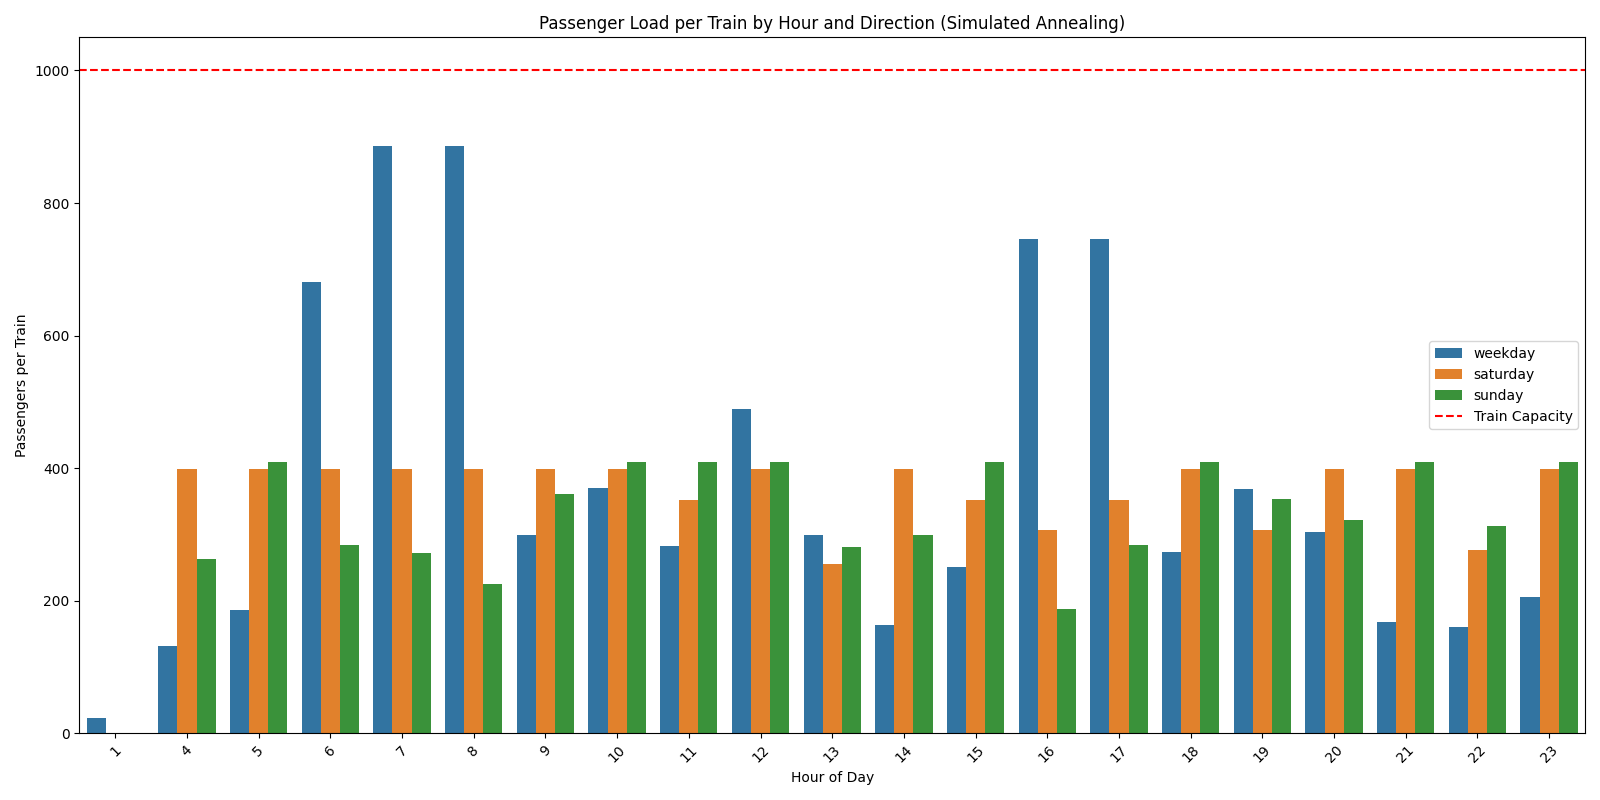 Passenger Load per Train by Hour and Direction (Simulated Annealing)
Passengers per Train
1000
800
600
400
200
0
weekday
saturday
sunday
Train Capacity
1 4 5 6 7 8 9 10 11 12 13 14 15 16 17 18 19 20 21 22 23
Hour of Day